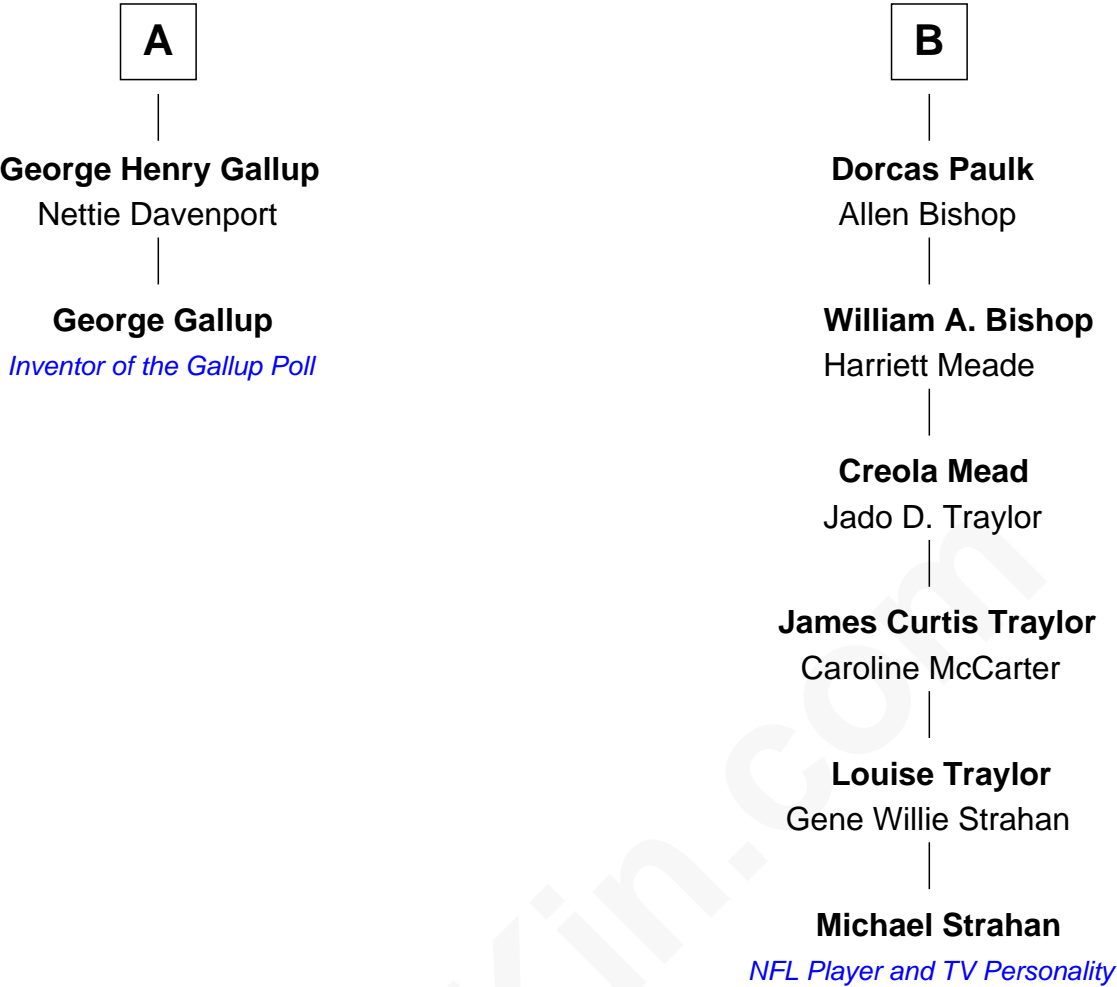 A
George Henry Gallup
Nettie Davenport
George Gallup
Inventor of the Gallup Poll
B
Dorcas Paulk
Allen Bishop
William A. Bishop
Harriett Meade
Creola Mead
Jado D. Traylor
James Curtis Traylor
Caroline McCarter
Louise Traylor
Gene Willie Strahan
Michael Strahan
NFL Player and TV Personality
Kin.com